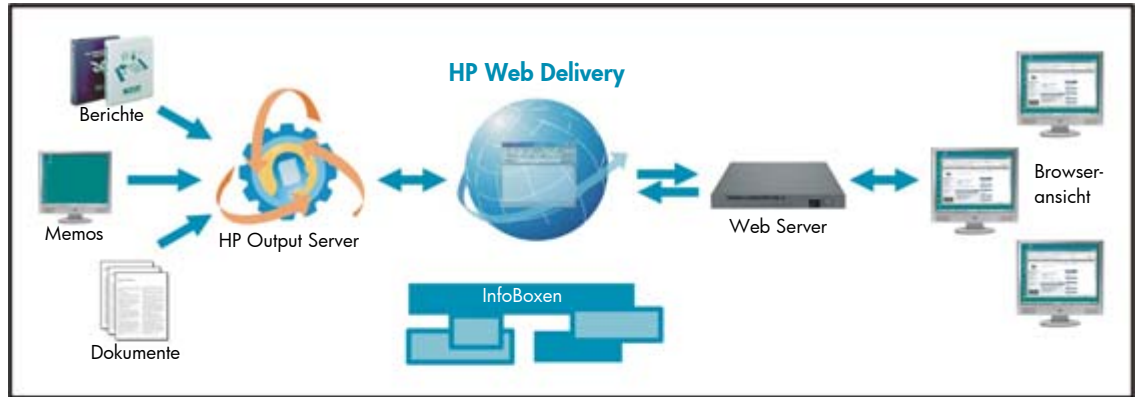 HP Web Delivery
Berichte
Memos
Dokumente
HP Output Server
InfoBoxen
Web Server
Browser-
ansicht